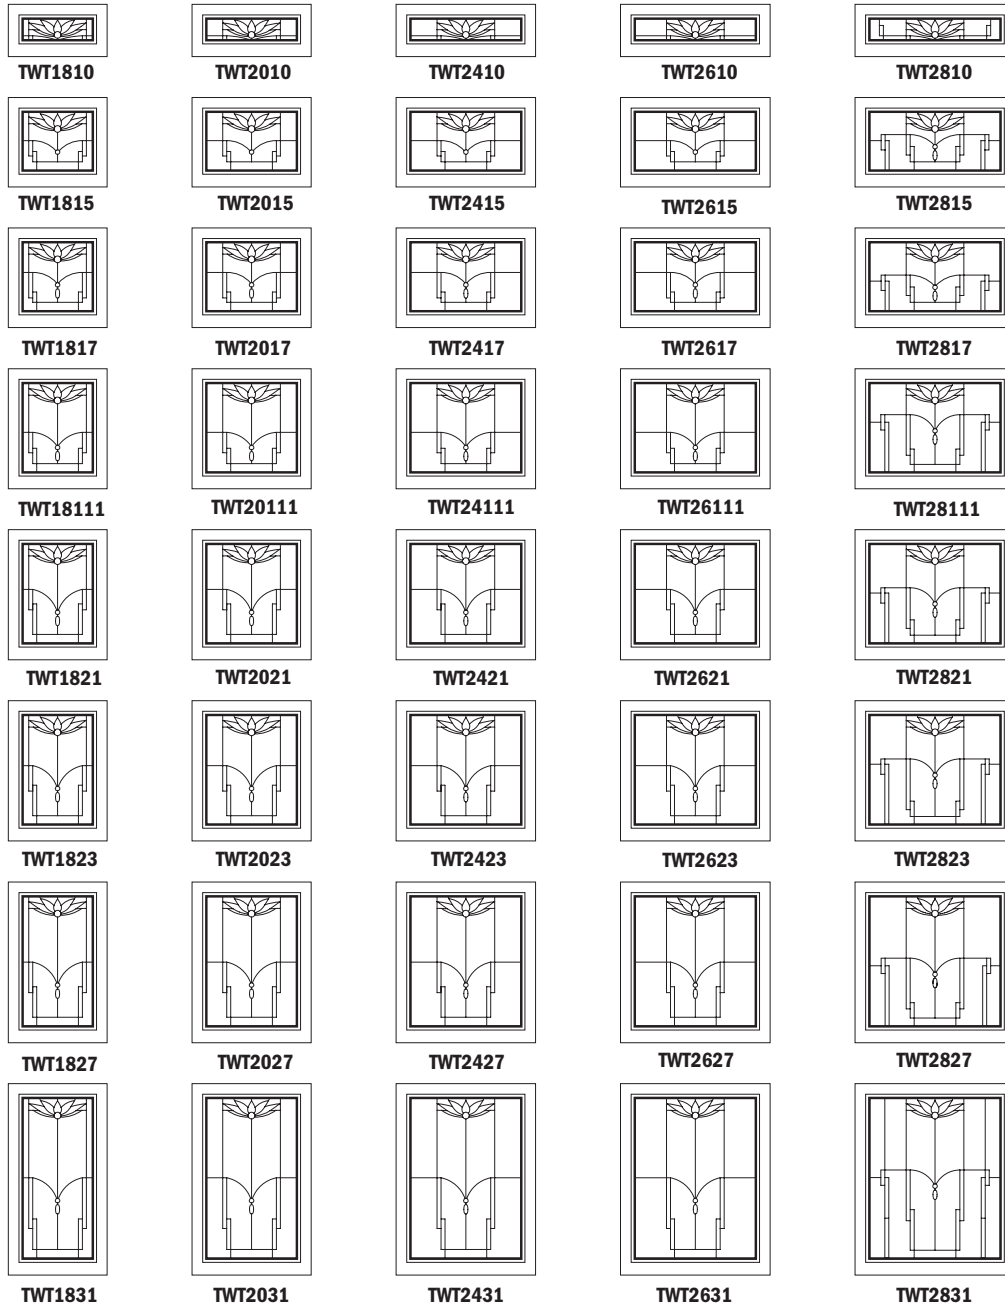 TWT1810 TWT2010 TWT2410 TWT2610 TWT2810
TWT1815 TWT2015 TWT2415 TWT2615 TWT2815
TWT1817 TWT2017 TWT2417 TWT2617 TWT2817
TWT18111 TWT20111 TWT24111 TWT26111 TWT28111
TWT1821 TWT2021 TWT2421 TWT2621 TWT2821
TWT1823 TWT2023 TWT2423 TWT2623 TWT2823
TWT1827 TWT2027 TWT2427 TWT2627 TWT2827
TWT1831 TWT2031 TWT2431 TWT2631 TWT2831